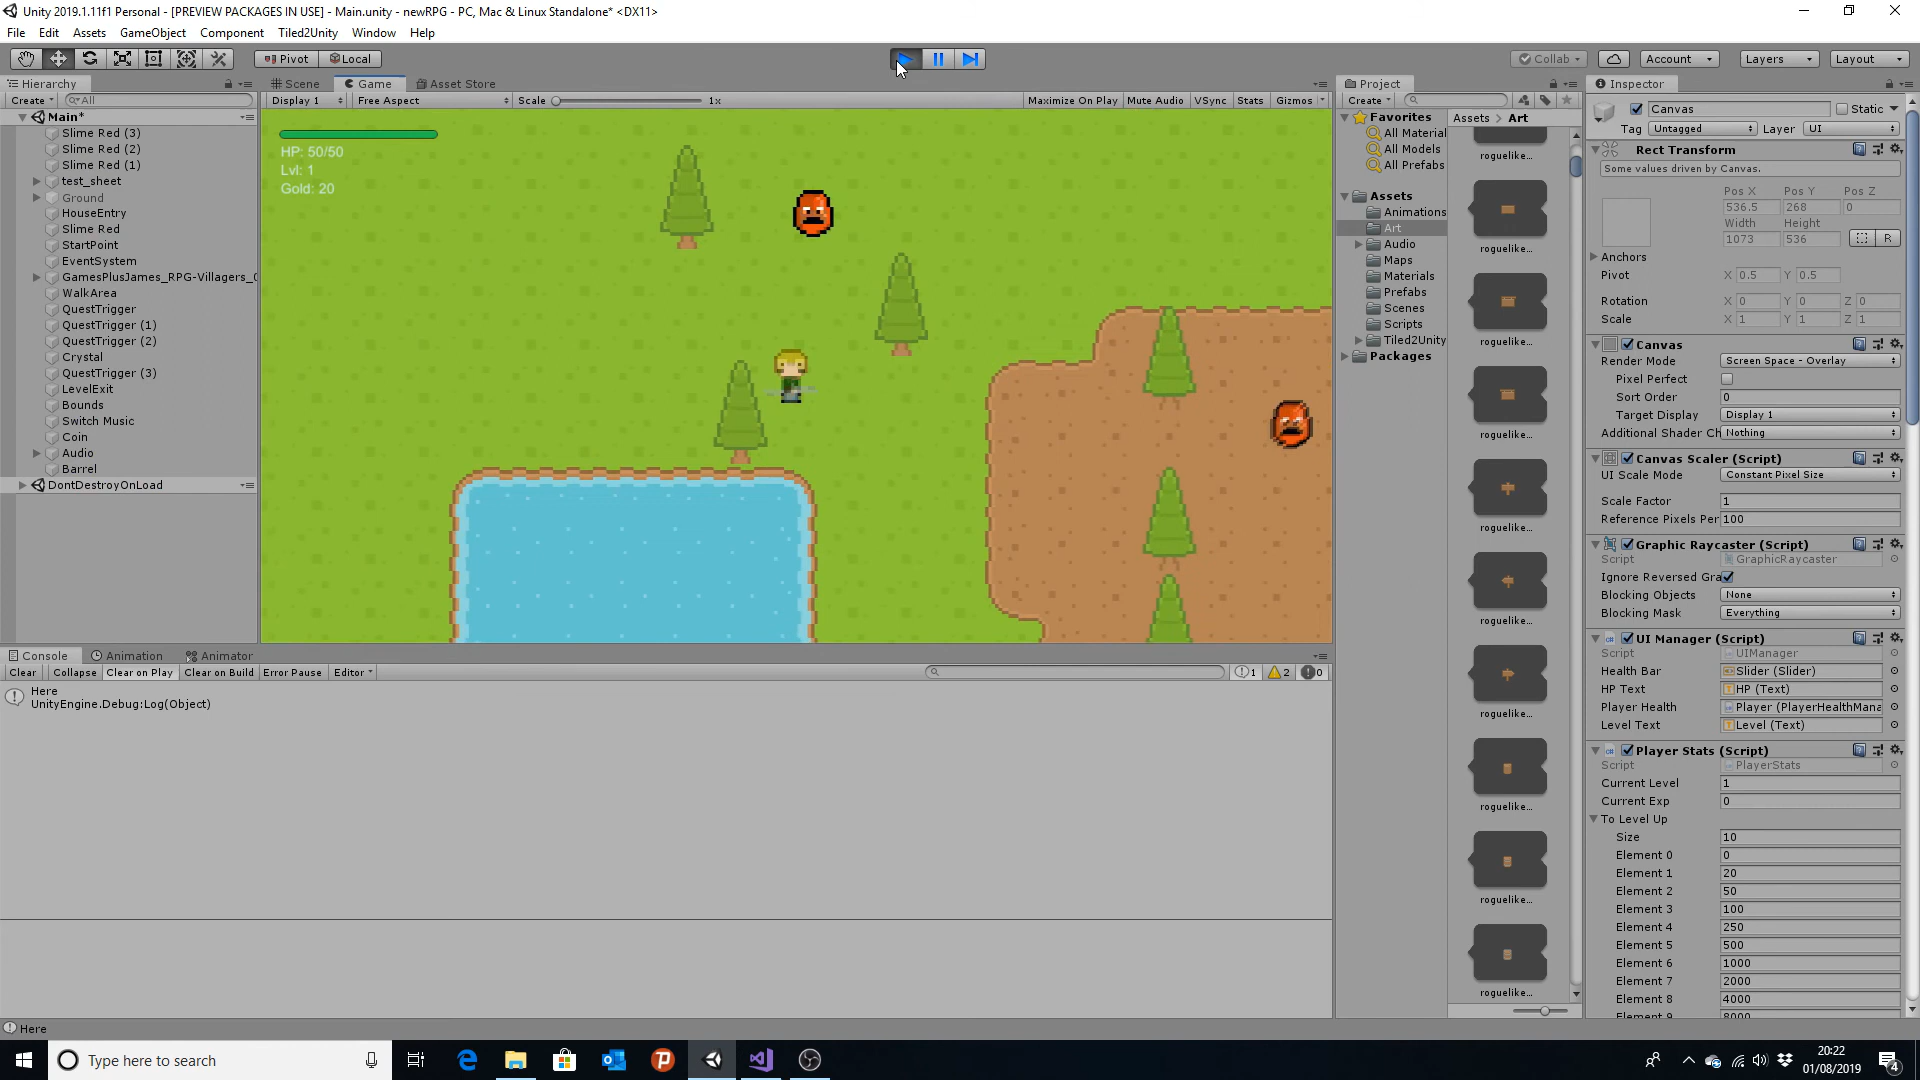 Unity 2019.1.11f1 Personal - [PREVIEW PACKAGES IN USE] - Main.unity - newRPG - PC, Mac & Linux Standalone* <DX11>
File Edit Assets GameObject Component Tiled2Unity Window Help
Pivot Local Collab Account Layers Layout
Hierarchy
Create All
Main*
Slime Red (3)
Slime Red (2)
Slime Red (1)
test_sheet
Ground
HouseEntry
Slime Red
StartPoint
EventSystem
GamesPlusJames_RPG-Villagers_0
WalkArea
QuestTrigger
QuestTrigger (1)
QuestTrigger (2)
Crystal
QuestTrigger (3)
LevelExit
Bounds
Switch Music
Coin
Audio
Barrel
DontDestroyOnLoad
Scene Game Asset Store
Display 1 Free Aspect Scale 1x Maximize On Play Mute Audio VSync Stats Gizmos
HP: 50/50
Lvl: 1
Gold: 20
Console Animation Animator
Clear Collapse Clear on Play Clear on Build Error Pause Editor 1 2 0
Here
UnityEngine.Debug:Log(Object)
Here
Project
Create
Favorites
All Material
All Models
All Prefabs
Assets
Animations
Art
Audio
Maps
Materials
Prefabs
Scenes
Scripts
Tiled2Unity
Packages
Assets > Art
roguelike...
roguelike...
roguelike...
roguelike...
roguelike...
roguelike...
roguelike...
roguelike...
roguelike...
roguelike...
Inspector
Canvas Static
Tag Untagged Layer UI
Rect Transform
Some values driven by Canvas.
Pos X Pos Y Pos Z
536.5 268 0
Width Height
1073 536
R
Anchors
Pivot X 0.5 Y 0.5
Rotation X 0 Y 0 Z 0
Scale X 1 Y 1 Z 1
Canvas
Render Mode Screen Space - Overlay
Pixel Perfect
Sort Order 0
Target Display Display 1
Additional Shader Ch Nothing
Canvas Scaler (Script)
UI Scale Mode Constant Pixel Size
Scale Factor 1
Reference Pixels Per 100
Graphic Raycaster (Script)
Script GraphicRaycaster
Ignore Reversed Gra
Blocking Objects None
Blocking Mask Everything
UI Manager (Script)
Script UIManager
Health Bar Slider (Slider)
HP Text HP (Text)
Player Health Player (PlayerHealthMana
Level Text Level (Text)
Player Stats (Script)
Script PlayerStats
Current Level 1
Current Exp 0
To Level Up
Size 10
Element 0 0
Element 1 20
Element 2 50
Element 3 100
Element 4 250
Element 5 500
Element 6 1000
Element 7 2000
Element 8 4000
Element 9 8000
Type here to search
20:22
01/08/2019
4